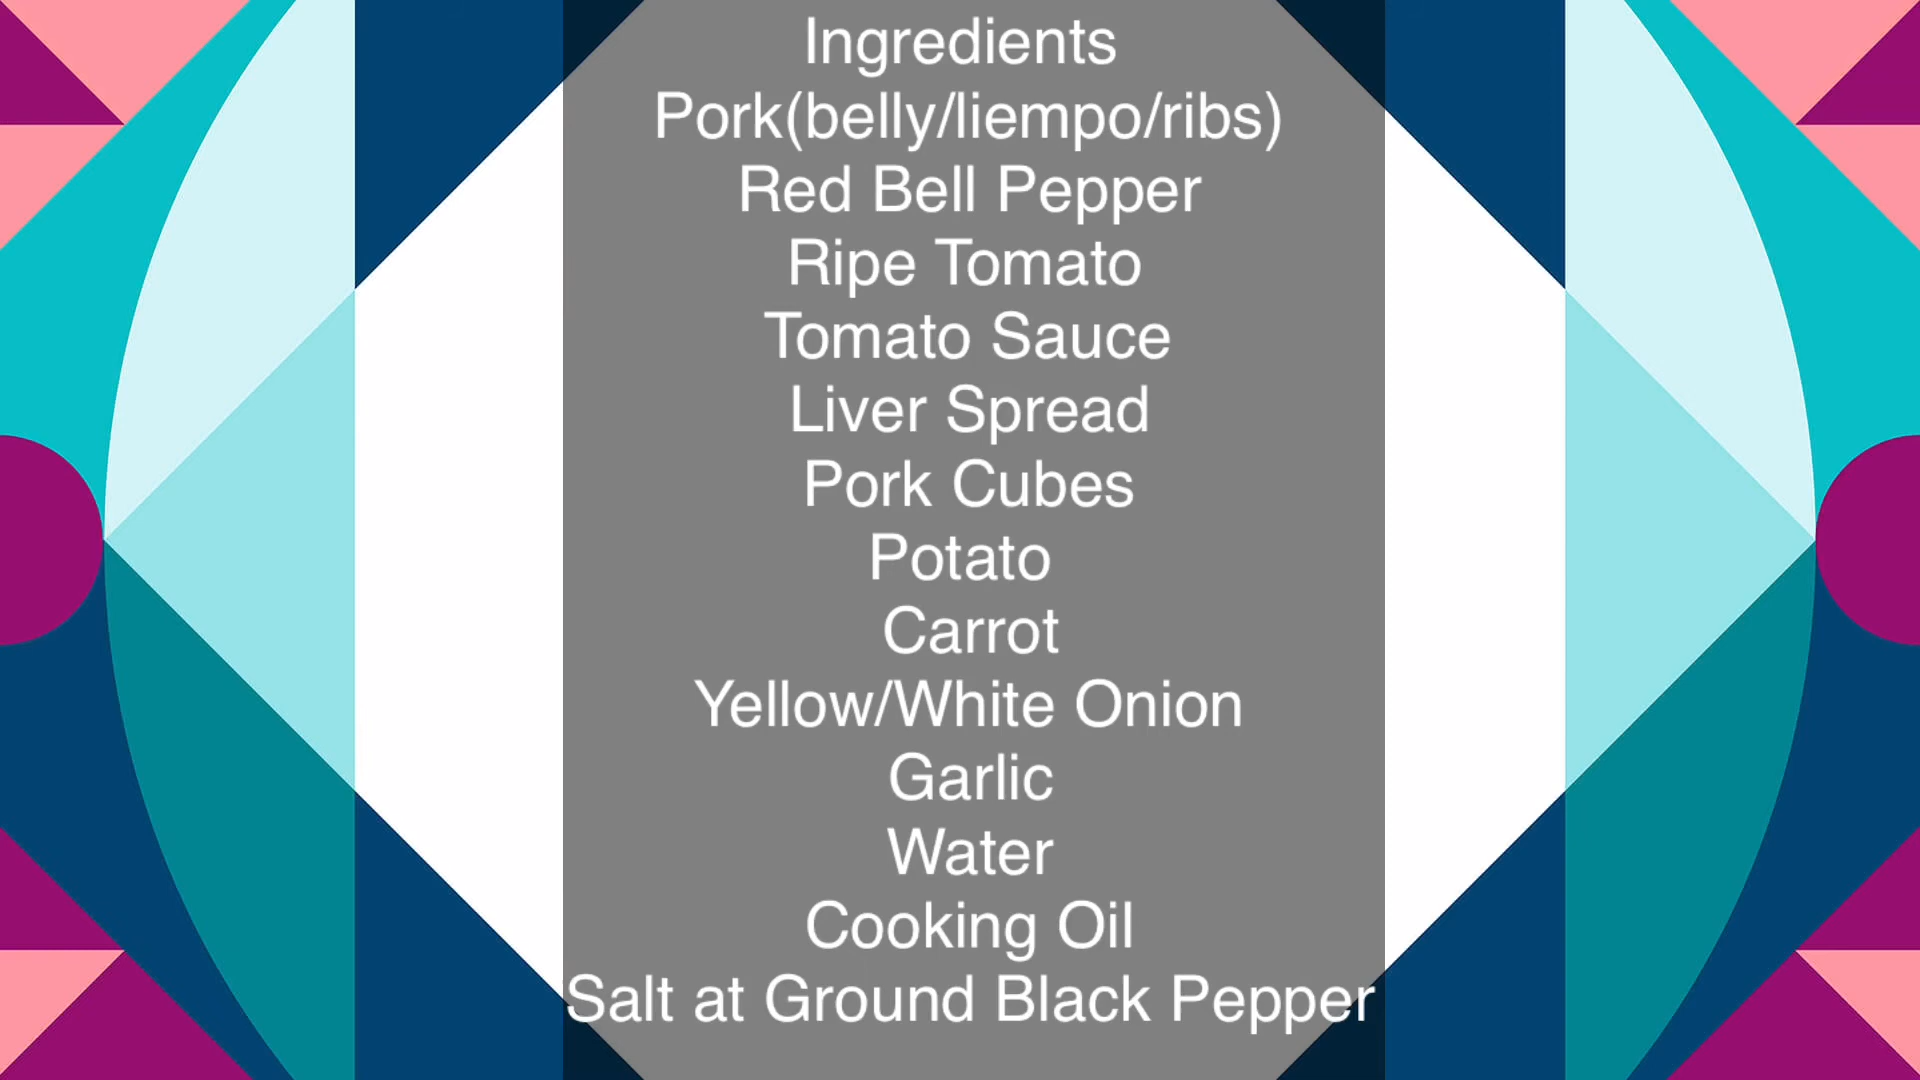 Ingredients
Pork(belly/liempo/ribs)
Red Bell Pepper
Ripe Tomato
Tomato Sauce
Liver Spread
Pork Cubes
Potato
Carrot
Yellow/White Onion
Garlic
Water
Cooking Oil
Salt at Ground Black Pepper